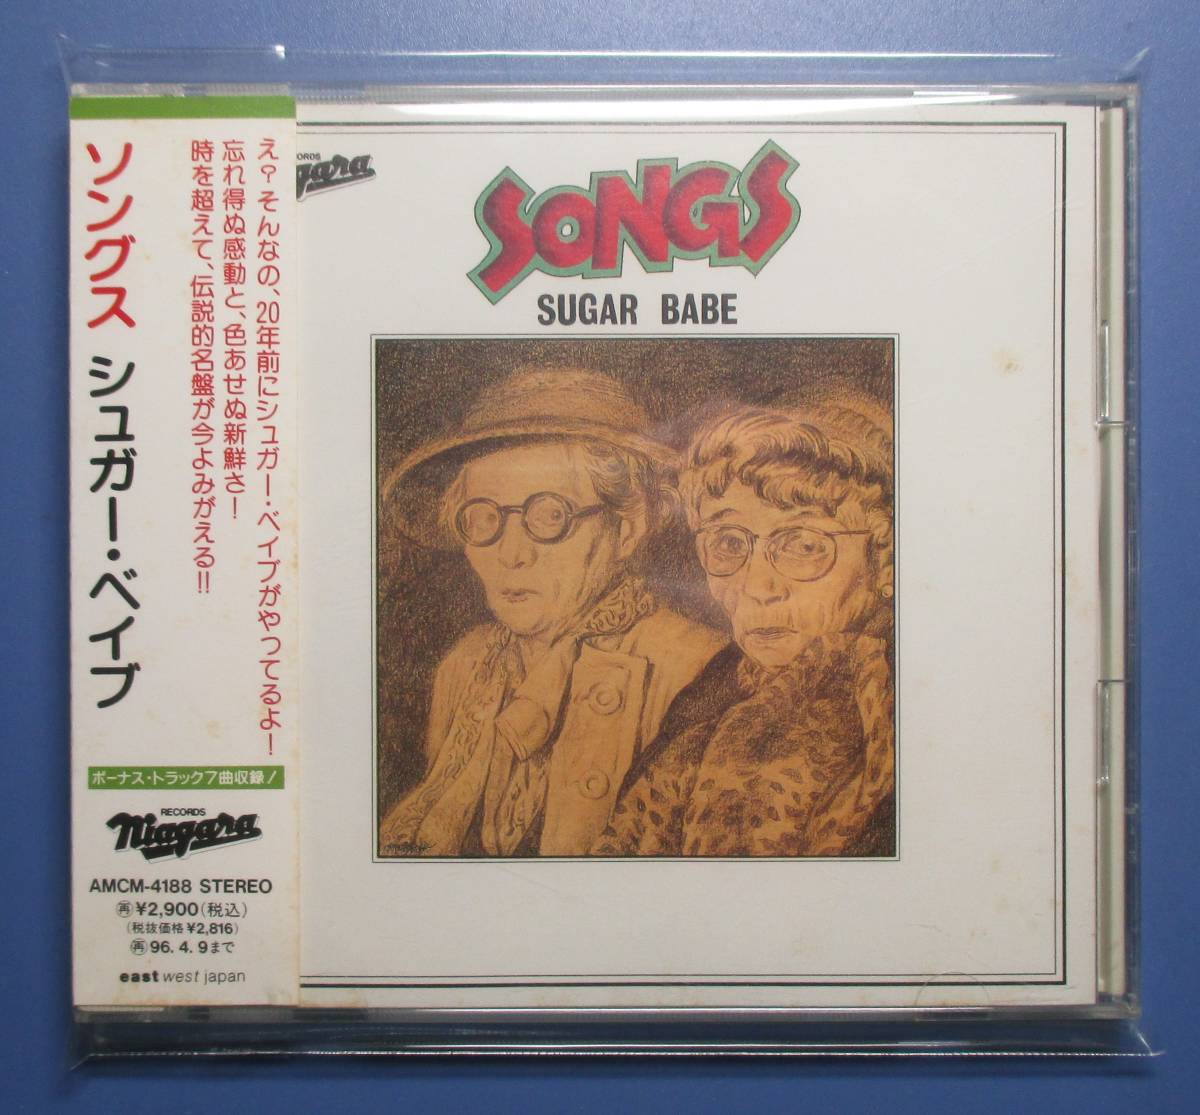 ソングス シュガー・ベイブ
え?そんなの、20年前にシュガー・ベイブがやってるよ!
忘れ得ぬ感動と、色あせぬ新鮮さ!
時を超えて、伝説的名盤が今よみがえる!!
ボーナス・トラック7曲収録!
RECORDS
Niagara
AMCM-4188 STEREO
再¥2,900(税込)
(税抜価格¥2,816)
再96.4.9まで
east west japan
ORDS
gara
SONGS
SUGAR BABE